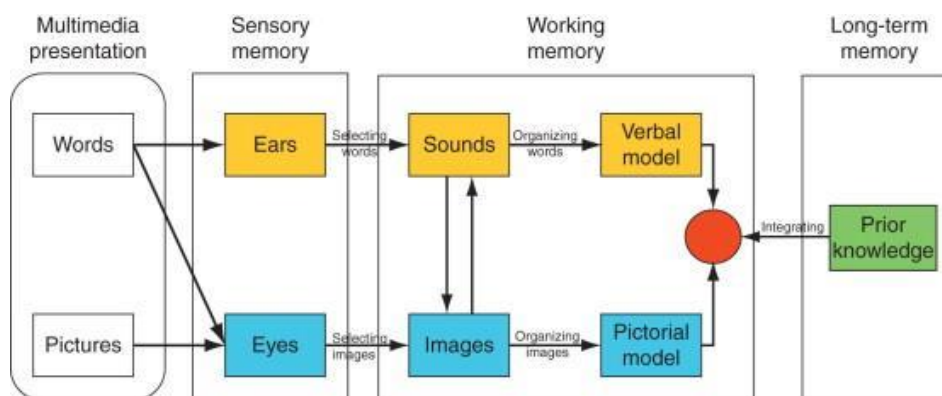 Multimedia
presentation
Sensory
memory
Working
memory
Long-term
memory
Words
Ears
Selecting
words
Sounds
Organizing
words
Verbal
model
Integrating
Prior
knowledge
Pictures
Eyes
Selecting
images
Images
Organizing
images
Pictorial
model